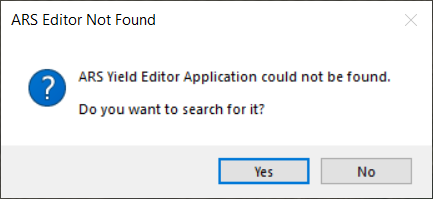 ARS Editor Not Found
ARS Yield Editor Application could not be found.
Do you want to search for it?
Yes
No